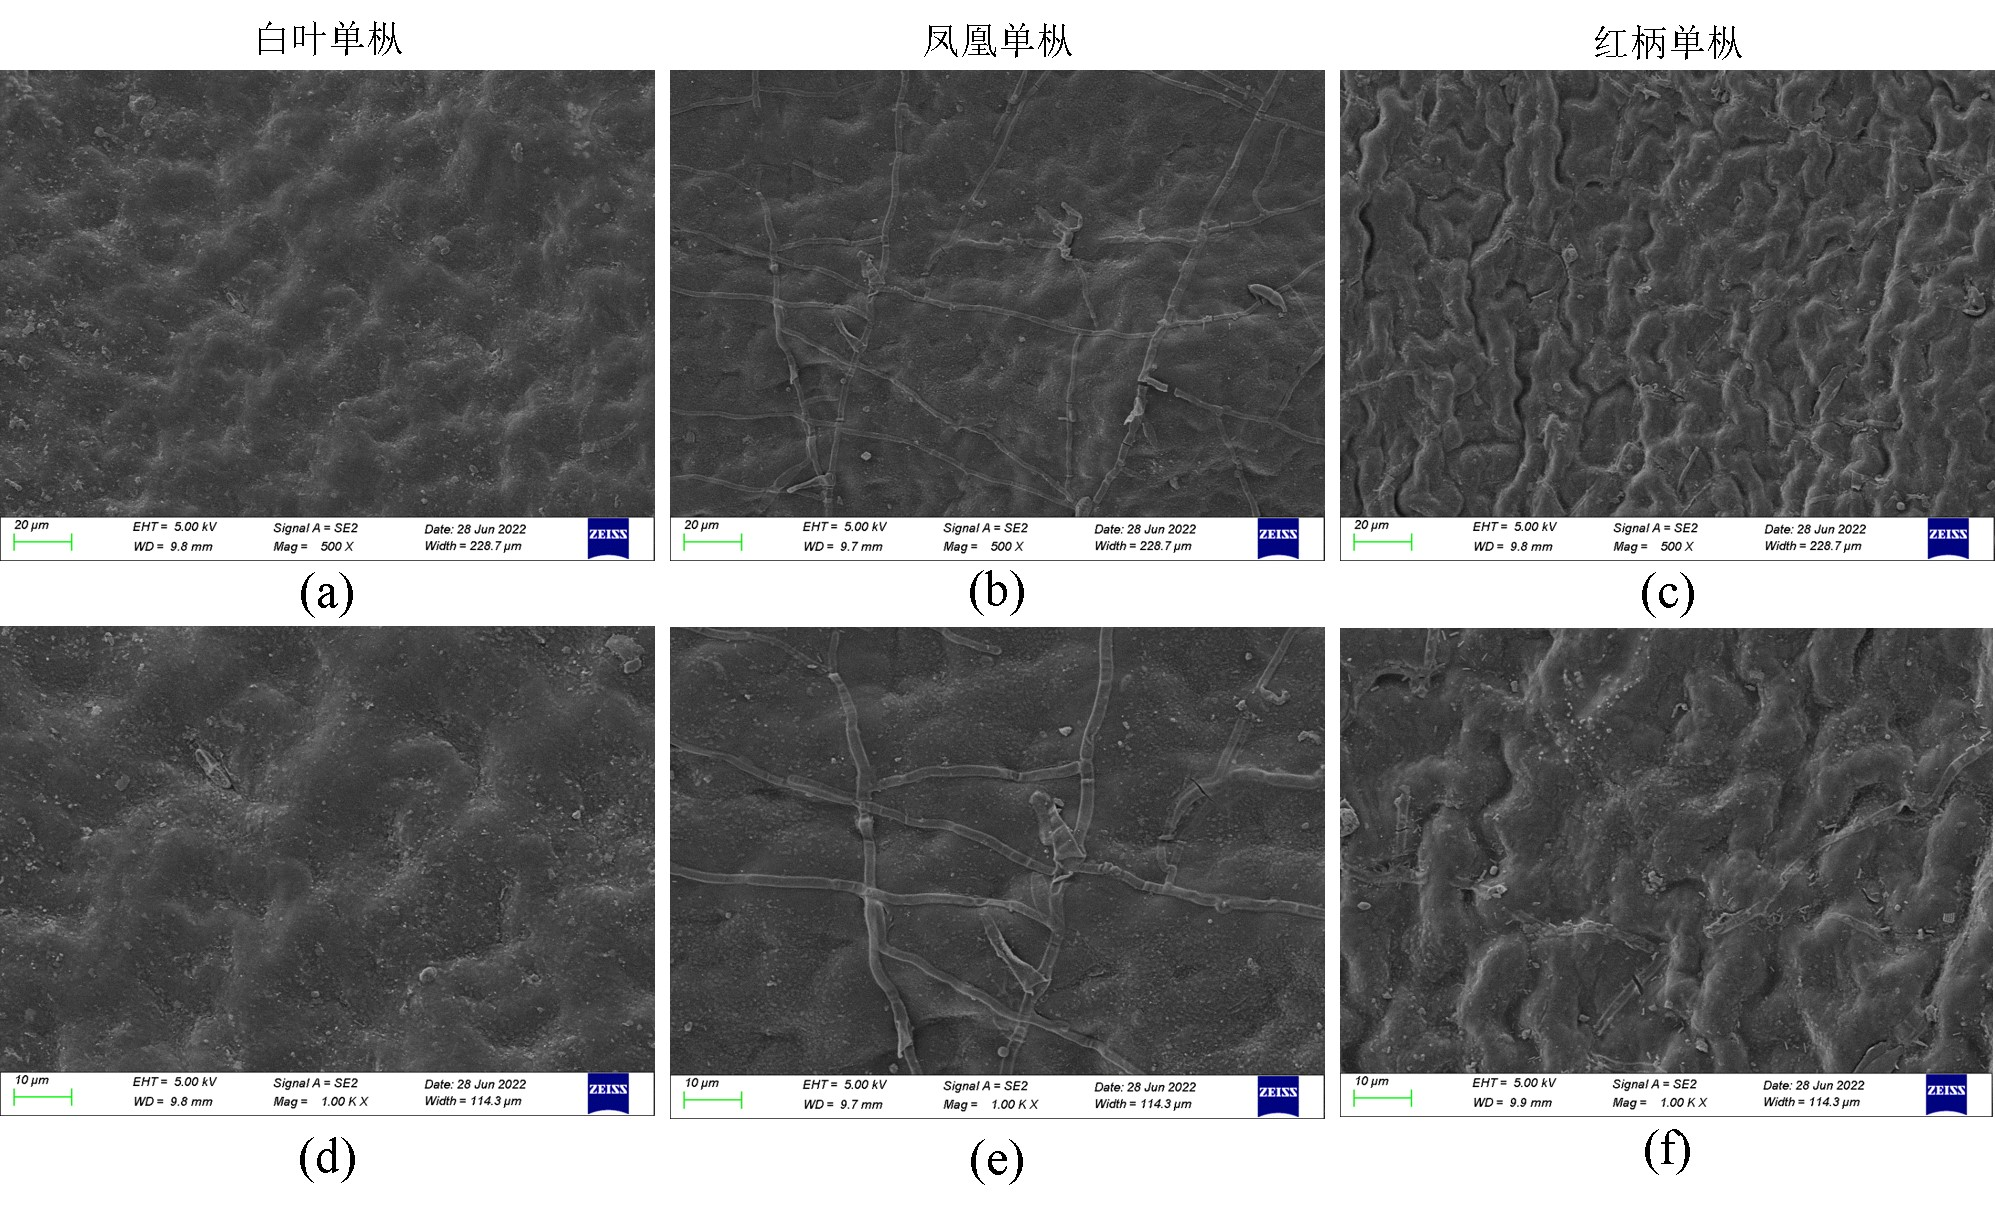 白叶单枞 凤凰单枞 红柄单枞
20 µm EHT = 5.00 kV Signal A = SE2 Date: 28 Jun 2022 ZEISS
WD = 9.8 mm Mag = 500 X Width = 228.7 µm
20 µm EHT = 5.00 kV Signal A = SE2 Date: 28 Jun 2022 ZEISS
WD = 9.7 mm Mag = 500 X Width = 228.7 µm
20 µm EHT = 5.00 kV Signal A = SE2 Date: 28 Jun 2022 ZEISS
WD = 9.8 mm Mag = 500 X Width = 228.7 µm
(a) (b) (c)
10 µm EHT = 5.00 kV Signal A = SE2 Date: 28 Jun 2022 ZEISS
WD = 9.8 mm Mag = 1.00 K X Width = 114.3 µm
10 µm EHT = 5.00 kV Signal A = SE2 Date: 28 Jun 2022 ZEISS
WD = 9.7 mm Mag = 1.00 K X Width = 114.3 µm
10 µm EHT = 5.00 kV Signal A = SE2 Date: 28 Jun 2022 ZEISS
WD = 9.9 mm Mag = 1.00 K X Width = 114.3 µm
(d) (e) (f)